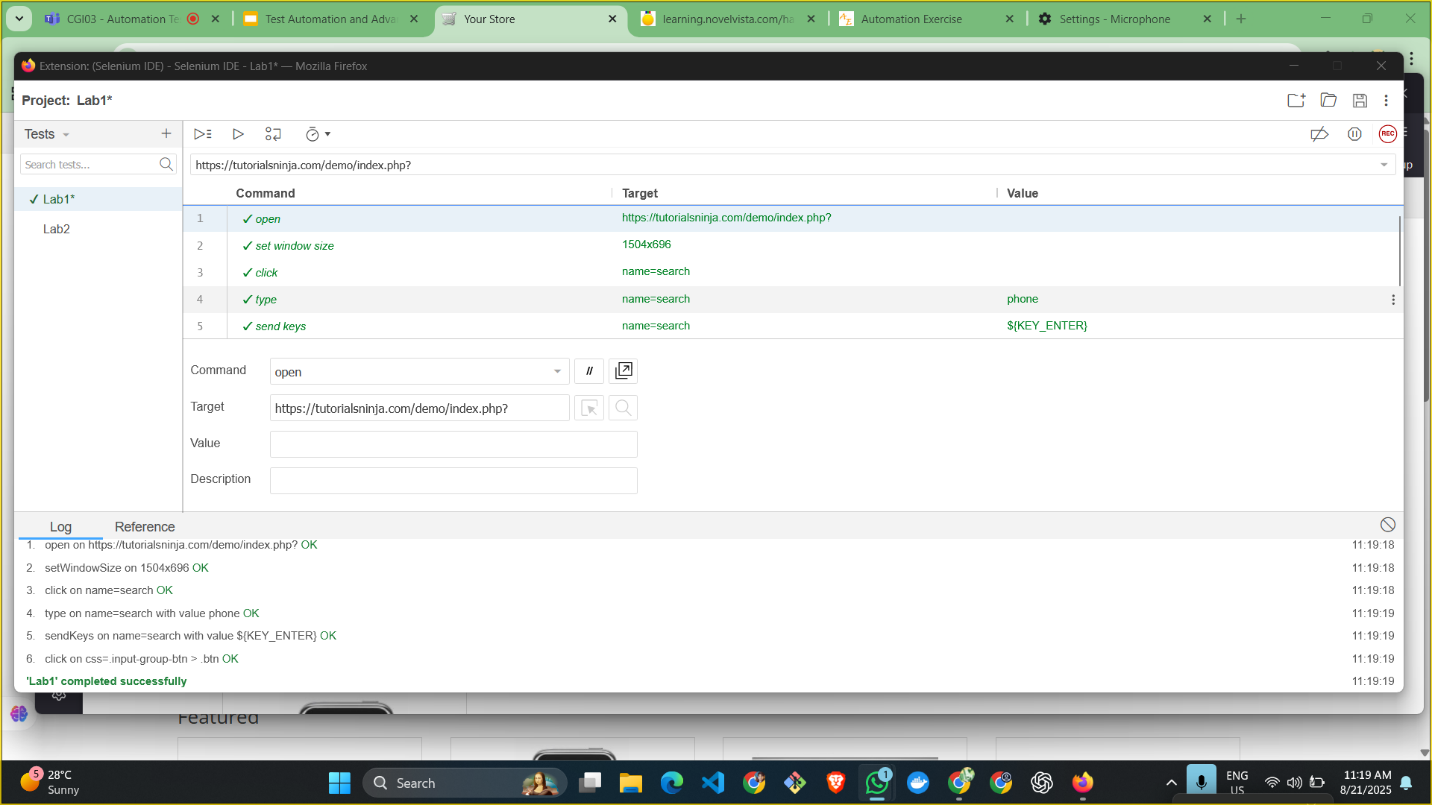 CGI03 - Automation Te
Test Automation and Adva
Your Store
learning.novelvista.com/ha
Automation Exercise
Settings - Microphone
Extension: (Selenium IDE) - Selenium IDE - Lab1* — Mozilla Firefox
Project: Lab1*
Tests
Search tests...
✓ Lab1*
Lab2
REC
https://tutorialsninja.com/demo/index.php?
Command Target Value
1 ✓ open https://tutorialsninja.com/demo/index.php?
2 ✓ set window size 1504x696
3 ✓ click name=search
4 ✓ type name=search phone
5 ✓ send keys name=search ${KEY_ENTER}
Command open //
Target https://tutorialsninja.com/demo/index.php?
Value
Description
Log Reference
1. open on https://tutorialsninja.com/demo/index.php? OK 11:19:18
2. setWindowSize on 1504x696 OK 11:19:18
3. click on name=search OK 11:19:18
4. type on name=search with value phone OK 11:19:19
5. sendKeys on name=search with value ${KEY_ENTER} OK 11:19:19
6. click on css=.input-group-btn > .btn OK 11:19:19
'Lab1' completed successfully 11:19:19
Featured
5
28°C
Sunny
Search
1
ENG
US
11:19 AM
8/21/2025